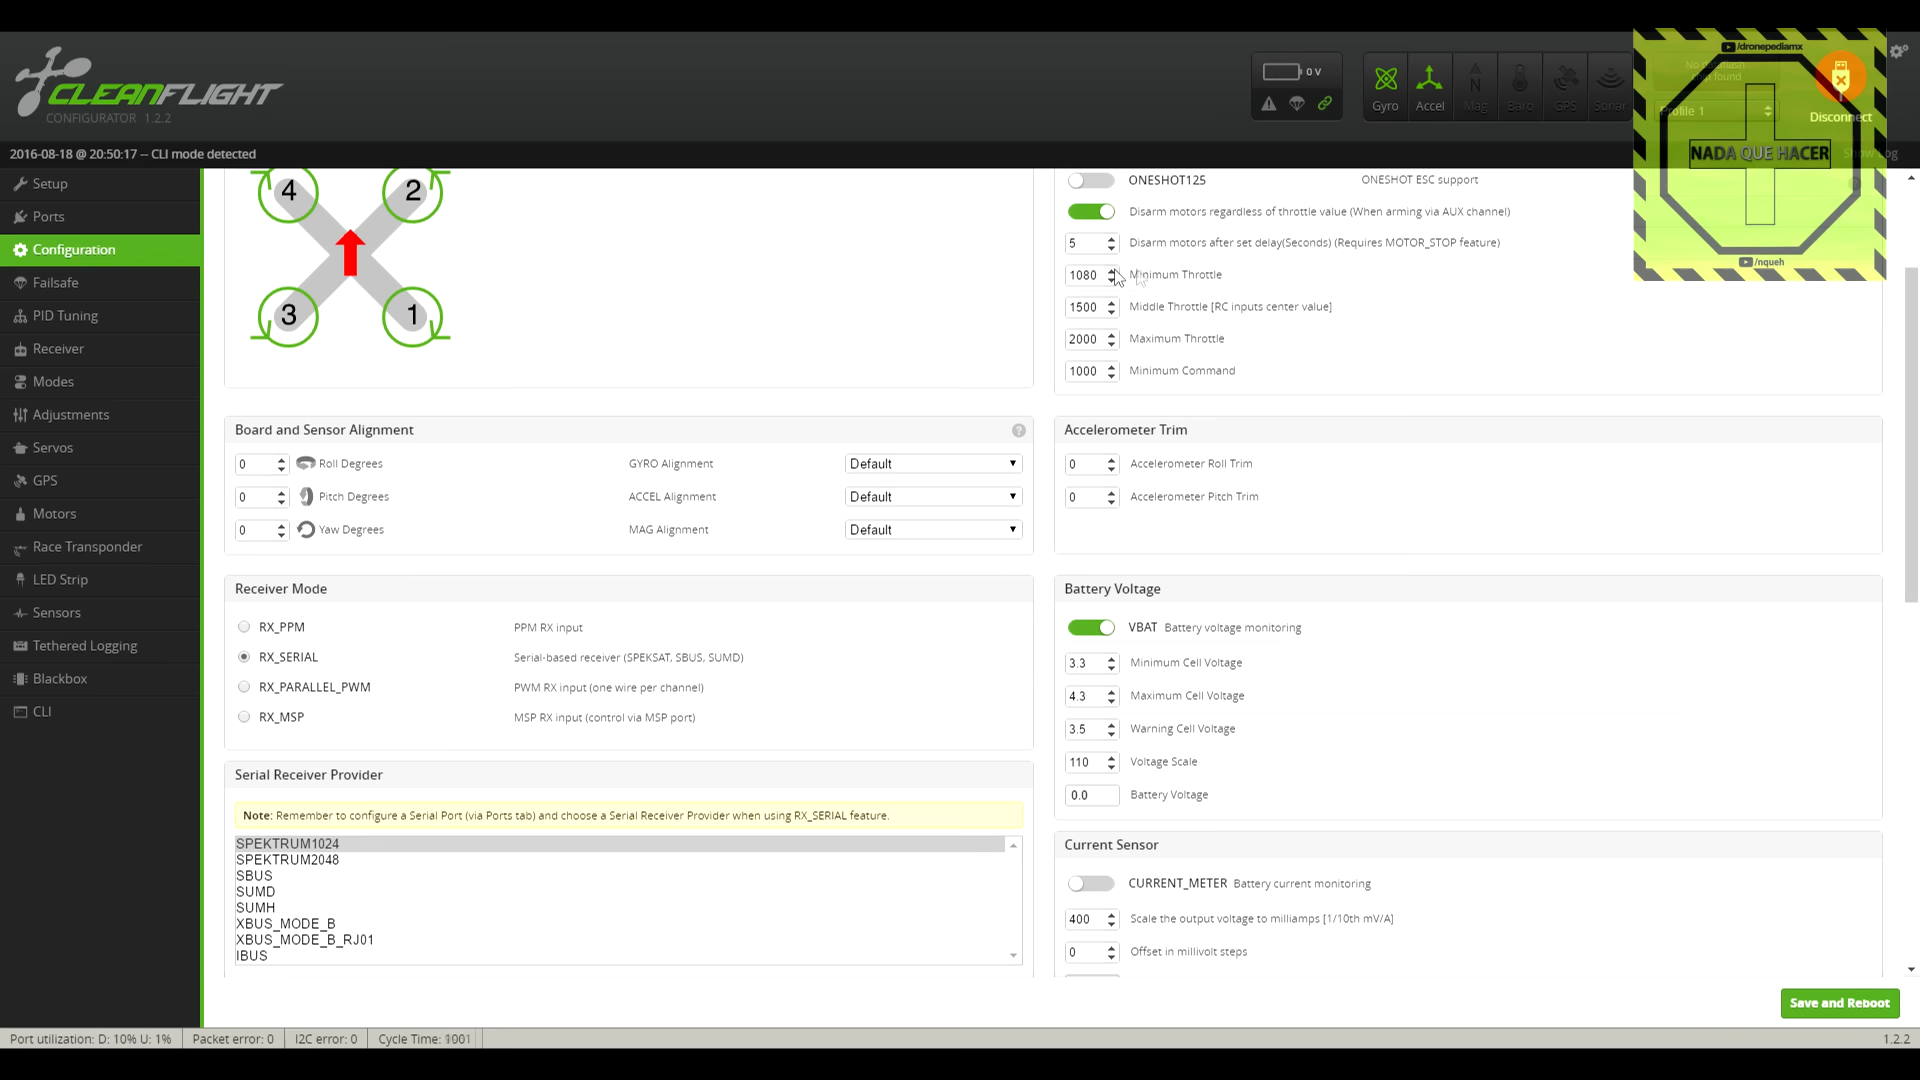 CLEANFLIGHT
CONFIGURATOR 1.2.2
0 V
Gyro
Accel
Mag
Baro
GPS
Sonar
/dronepediamx
No dataflash
chip found
Profile 1
Disconnect
NADA QUE HACER
/nqueh
2016-08-18 @ 20:50:17 -- CLI mode detected
Show Log
Setup
Ports
Configuration
Failsafe
PID Tuning
Receiver
Modes
Adjustments
Servos
GPS
Motors
Race Transponder
LED Strip
Sensors
Tethered Logging
Blackbox
CLI
4
2
3
1
ONESHOT125 ONESHOT ESC support
Disarm motors regardless of throttle value (When arming via AUX channel)
5 Disarm motors after set delay(Seconds) (Requires MOTOR_STOP feature)
1080 Minimum Throttle
1500 Middle Throttle [RC inputs center value]
2000 Maximum Throttle
1000 Minimum Command
Board and Sensor Alignment
0 Roll Degrees GYRO Alignment Default
0 Pitch Degrees ACCEL Alignment Default
0 Yaw Degrees MAG Alignment Default
Accelerometer Trim
0 Accelerometer Roll Trim
0 Accelerometer Pitch Trim
Receiver Mode
RX_PPM PPM RX input
RX_SERIAL Serial-based receiver (SPEKSAT, SBUS, SUMD)
RX_PARALLEL_PWM PWM RX input (one wire per channel)
RX_MSP MSP RX input (control via MSP port)
Battery Voltage
VBAT Battery voltage monitoring
3.3 Minimum Cell Voltage
4.3 Maximum Cell Voltage
3.5 Warning Cell Voltage
110 Voltage Scale
0.0 Battery Voltage
Serial Receiver Provider
Note: Remember to configure a Serial Port (via Ports tab) and choose a Serial Receiver Provider when using RX_SERIAL feature.
SPEKTRUM1024
SPEKTRUM2048
SBUS
SUMD
SUMH
XBUS_MODE_B
XBUS_MODE_B_RJ01
IBUS
Current Sensor
CURRENT_METER Battery current monitoring
400 Scale the output voltage to milliamps [1/10th mV/A]
0 Offset in millivolt steps
Save and Reboot
Port utilization: D: 10% U: 1%
Packet error: 0
I2C error: 0
Cycle Time: 1001
1.2.2